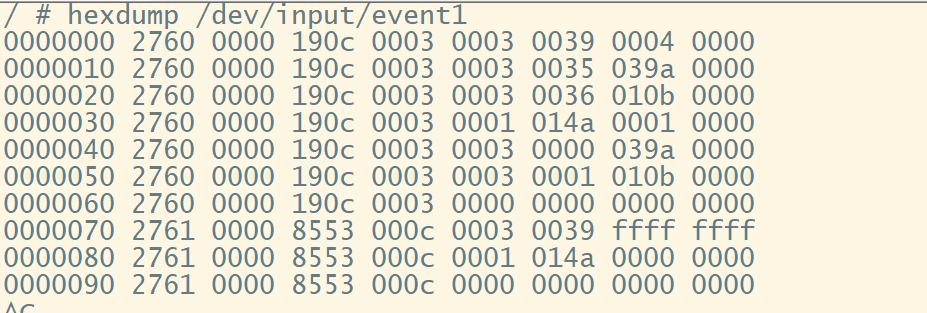 / # hexdump /dev/input/event1
0000000 2760 0000 190c 0003 0003 0039 0004 0000
0000010 2760 0000 190c 0003 0003 0035 039a 0000
0000020 2760 0000 190c 0003 0003 0036 010b 0000
0000030 2760 0000 190c 0003 0001 014a 0001 0000
0000040 2760 0000 190c 0003 0003 0000 039a 0000
0000050 2760 0000 190c 0003 0003 0001 010b 0000
0000060 2760 0000 190c 0003 0000 0000 0000 0000
0000070 2761 0000 8553 000c 0003 0039 ffff ffff
0000080 2761 0000 8553 000c 0001 014a 0000 0000
0000090 2761 0000 8553 000c 0000 0000 0000 0000
^C